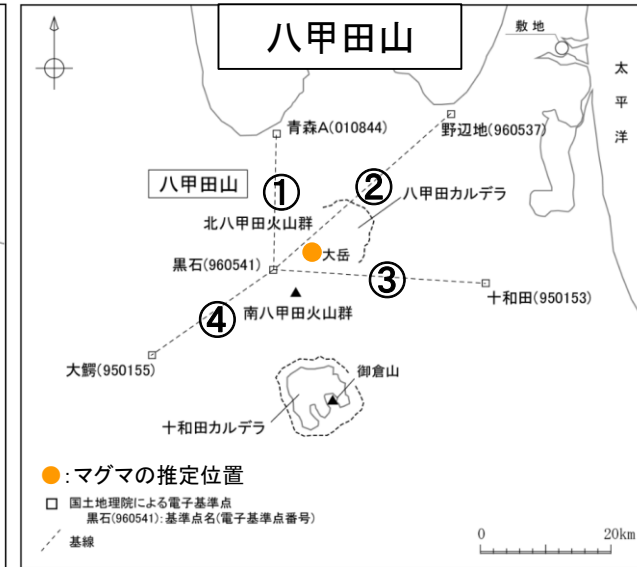 八甲田山
敷地
太平洋
青森A(010844)
野辺地(960537)
八甲田山
①
②
八甲田カルデラ
北八甲田火山群
大岳
黒石(960541)
③
十和田(950153)
④
南八甲田火山群
大鰐(950155)
御倉山
十和田カルデラ
●:マグマの推定位置
□ 国土地理院による電子基準点
黒石(960541):基準点名(電子基準点番号)
基線
0 20km